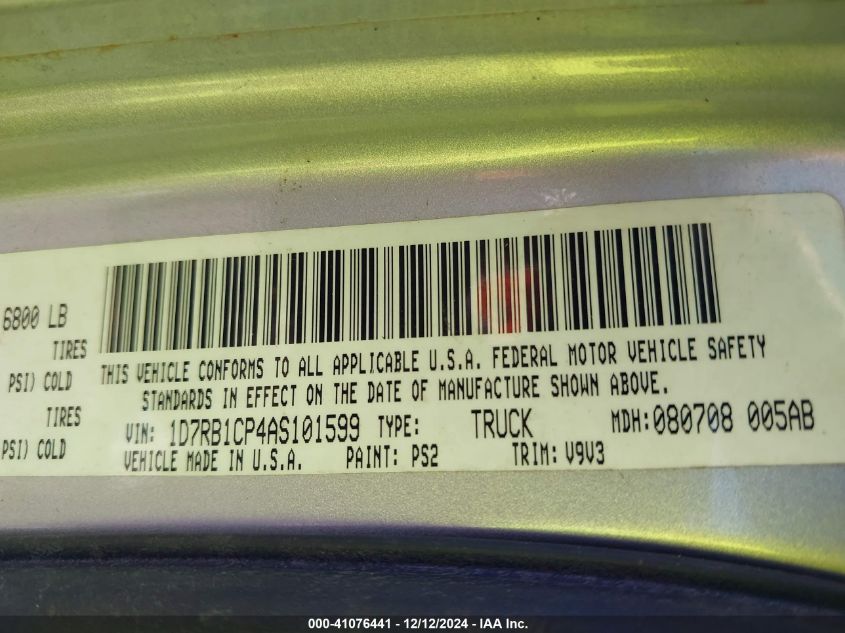 6800 LB
TIRES
PSI) COLD
TIRES
PSI) COLD
THIS VEHICLE CONFORMS TO ALL APPLICABLE U.S.A. FEDERAL MOTOR VEHICLE SAFETY
STANDARDS IN EFFECT ON THE DATE OF MANUFACTURE SHOWN ABOVE.
VIN: 1D7RB1CP4AS101599 TYPE: TRUCK MDH:080708 005AB
VEHICLE MADE IN U.S.A. PAINT: PS2 TRIM: V9V3
000-41076441 - 12/12/2024 - IAA Inc.